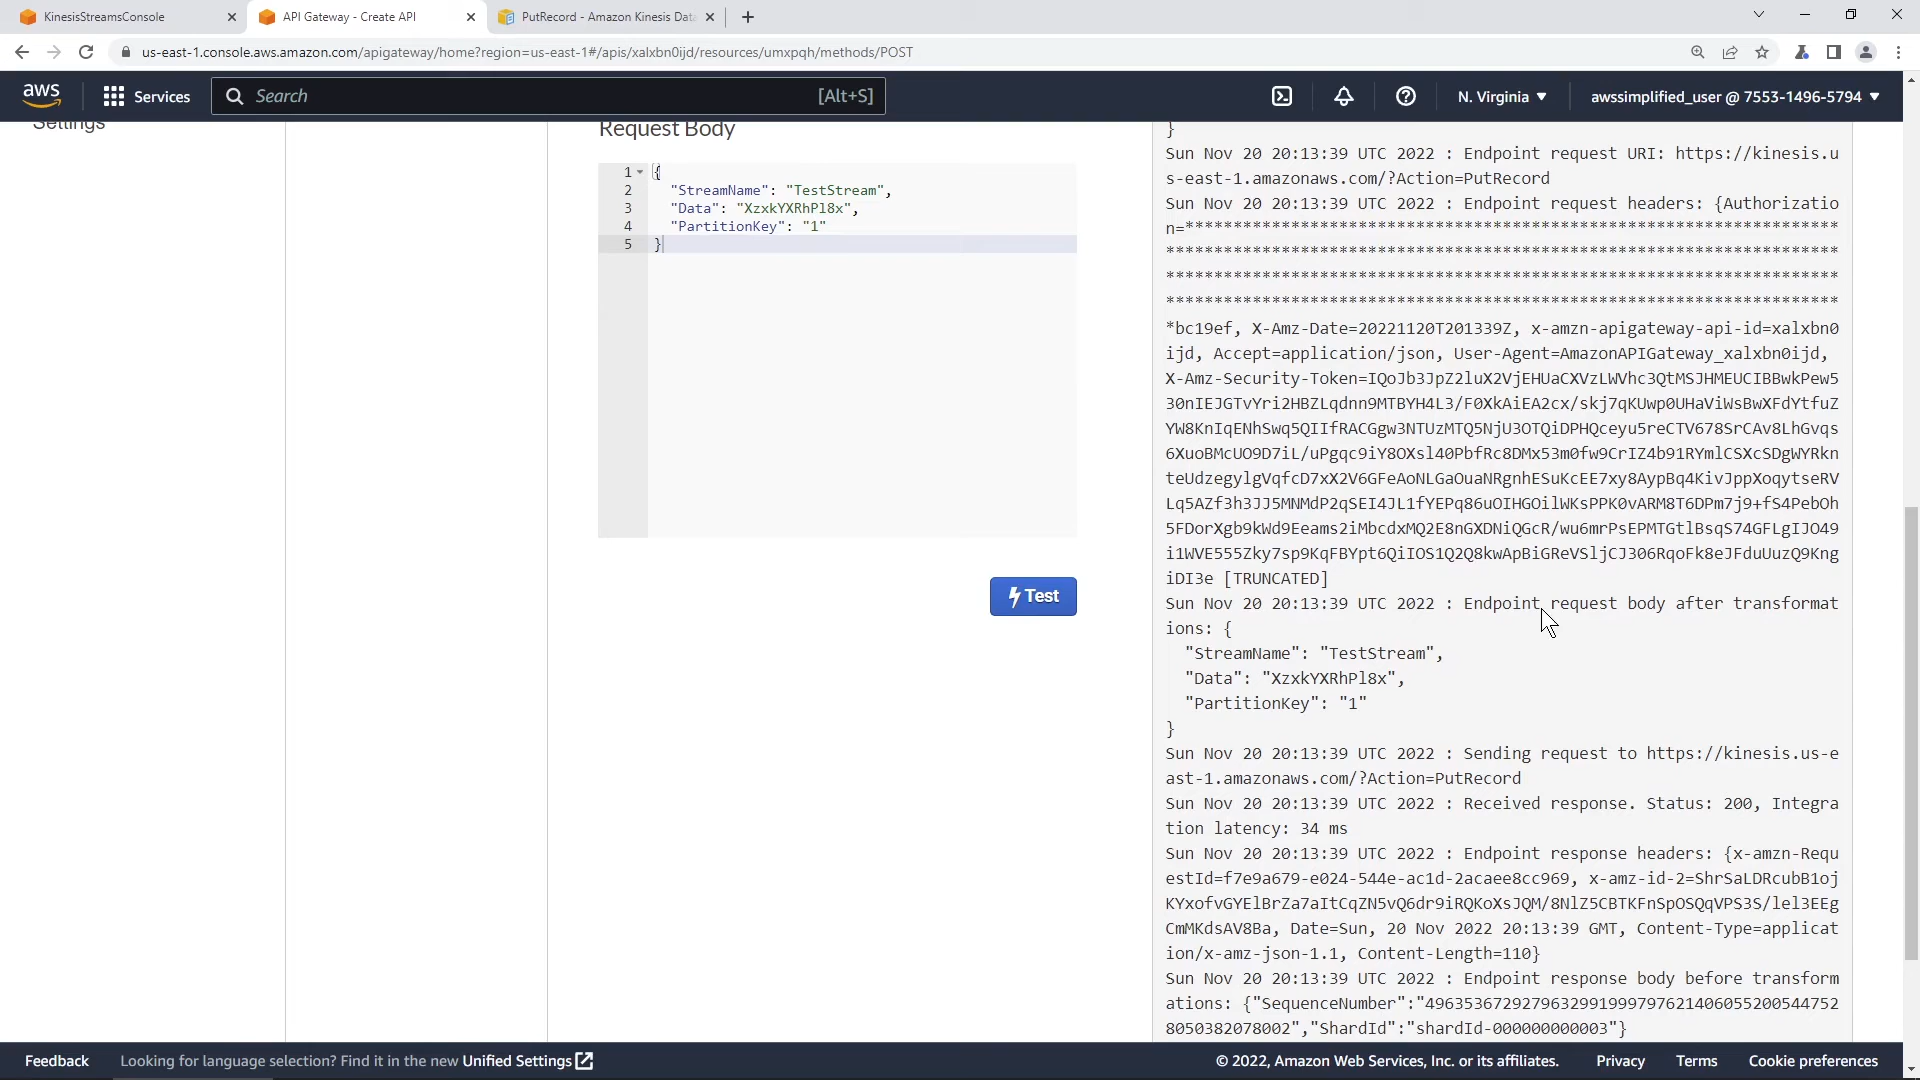 KinesisStreamsConsole
API Gateway - Create API
PutRecord - Amazon Kinesis Dat
us-east-1.console.aws.amazon.com/apigateway/home?region=us-east-1#/apis/xalxbn0ijd/resources/umxpqh/methods/POST
aws
Services
Search
[Alt+S]
N. Virginia
awssimplified_user @ 7553-1496-5794
Settings
Request Body
1 {
2 "StreamName": "TestStream",
3 "Data": "XzxkYXRhPl8x",
4 "PartitionKey": "1"
5 }
Test
}
Sun Nov 20 20:13:39 UTC 2022 : Endpoint request URI: https://kinesis.u
s-east-1.amazonaws.com/?Action=PutRecord
Sun Nov 20 20:13:39 UTC 2022 : Endpoint request headers: {Authorizatio
n=********************************************************************
**********************************************************************
**********************************************************************
**********************************************************************
*bc19ef, X-Amz-Date=20221120T201339Z, x-amzn-apigateway-api-id=xalxbn0
ijd, Accept=application/json, User-Agent=AmazonAPIGateway_xalxbn0ijd,
X-Amz-Security-Token=IQoJb3JpZ2luX2VjEHUaCXVzLWVhc3QtMSJHMEUCIBBwkPew5
30nIEJGTvYri2HBZLqdnn9MTBYH4L3/F0XkAiEA2cx/skj7qKUwp0UHaViWsBwXFdYtfuZ
YW8KnIqENhSwq5QIIfRACGgw3NTUzMTQ5NjU3OTQiDPHQceyu5reCTV678SrCAv8LhGvqs
6XuoBMcUO9D7iL/uPgqc9iY8OXsl40PbfRc8DMx53m0fw9CrIZ4b91RYmlCSXcSDgWYRkn
teUdzegylgVqfcD7xX2V6GFeAoNLGaOuaNRgnhESuKcEE7xy8AypBq4KivJppXoqytseRV
Lq5AZf3h3JJ5MNMdP2qSEI4JL1fYEPq86uOIHGOilWKsPPK0vARM8T6DPm7j9+fS4PebOh
5FDorXgb9kWd9Eeams2iMbcdxMQ2E8nGXDNiQGcR/wu6mrPsEPMTGtlBsqS74GFLgIJO49
i1WVE555Zky7sp9KqFBYpt6QiIOS1Q2Q8kwApBiGReVSljCJ306RqoFk8eJFduUuzQ9Kng
iDI3e [TRUNCATED]
Sun Nov 20 20:13:39 UTC 2022 : Endpoint request body after transformat
ions: {
"StreamName": "TestStream",
"Data": "XzxkYXRhPl8x",
"PartitionKey": "1"
}
Sun Nov 20 20:13:39 UTC 2022 : Sending request to https://kinesis.us-e
ast-1.amazonaws.com/?Action=PutRecord
Sun Nov 20 20:13:39 UTC 2022 : Received response. Status: 200, Integra
tion latency: 34 ms
Sun Nov 20 20:13:39 UTC 2022 : Endpoint response headers: {x-amzn-Requ
estId=f7e9a679-e024-544e-ac1d-2acaee8cc969, x-amz-id-2=ShrSaLDRcubB1oj
KYxofvGYElBrZa7aItCqZN5vQ6dr9iRQKoXsJQM/8NlZ5CBTKFnSpOSQqVPS3S/lel3EEg
CmMKdsAV8Ba, Date=Sun, 20 Nov 2022 20:13:39 GMT, Content-Type=applicat
ion/x-amz-json-1.1, Content-Length=110}
Sun Nov 20 20:13:39 UTC 2022 : Endpoint response body before transform
ations: {"SequenceNumber":"4963536729279632991999797621406055200544752
8050382078002","ShardId":"shardId-000000000003"}
Feedback
Looking for language selection? Find it in the new Unified Settings
© 2022, Amazon Web Services, Inc. or its affiliates.
Privacy
Terms
Cookie preferences